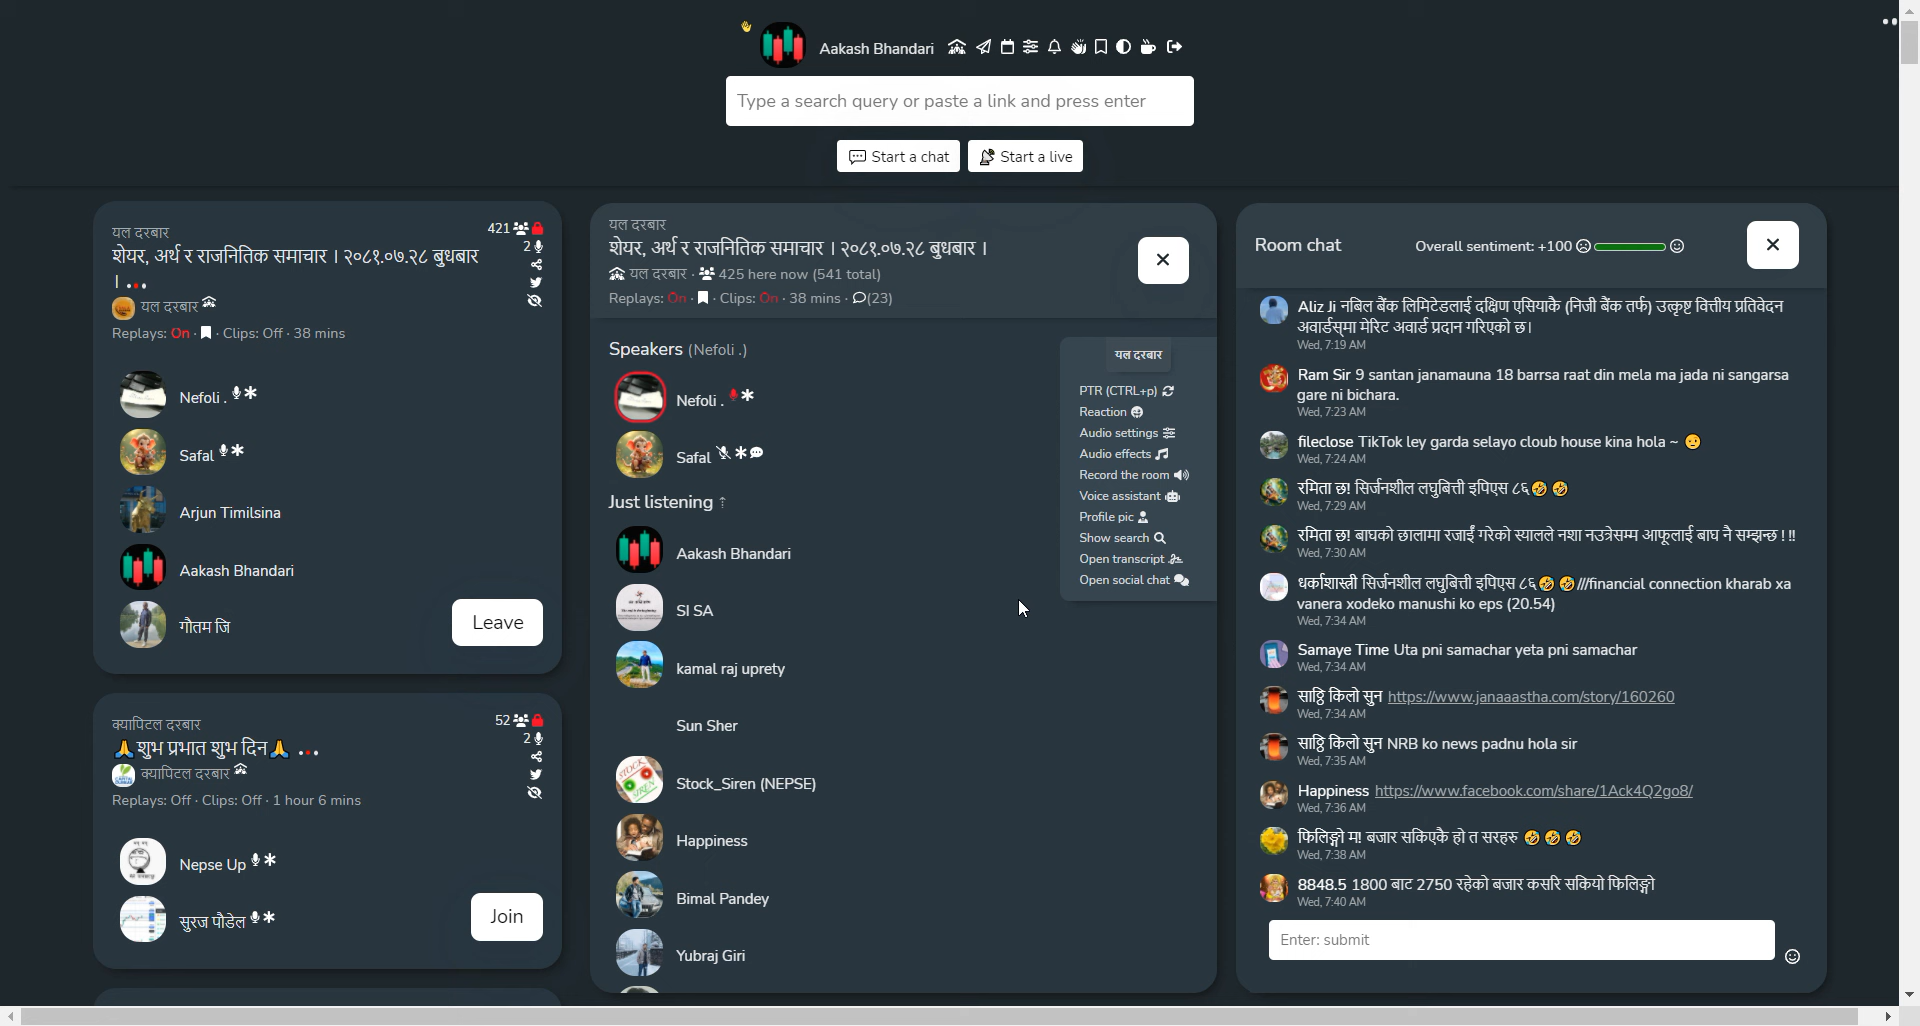 Aakash Bhandari
Type a search query or paste a link and press enter
Start a chat
Start a live
यल दरबार
421
शेयर, अर्थ र राजनितिक समाचार । २०८१.०७.२८ बुधबार
2
। ...
यल दरबार
Replays: On · Clips: Off · 38 mins
Nefoli .
Safal
Arjun Timilsina
Aakash Bhandari
गौतम जि
Leave
क्यापिटल दरबार
52
🙏शुभ प्रभात शुभ दिन🙏 ...
2
क्यापिटल दरबार
Replays: Off · Clips: Off · 1 hour 6 mins
Nepse Up
सुरज पौडेल
Join
यल दरबार
शेयर, अर्थ र राजनितिक समाचार । २०८१.०७.२८ बुधबार ।
यल दरबार · 425 here now (541 total)
Replays: On · Clips: On · 38 mins · (23)
Speakers (Nefoli .)
Nefoli .
Safal
Just listening ↑
Aakash Bhandari
SI SA
kamal raj uprety
Sun Sher
Stock_Siren (NEPSE)
Happiness
Bimal Pandey
Yubraj Giri
यल दरबार
PTR (CTRL+p)
Reaction
Audio settings
Audio effects
Record the room
Voice assistant
Profile pic
Show search
Open transcript
Open social chat
Room chat
Overall sentiment: +100
Aliz Ji नबिल बैंक लिमिटेडलाई दक्षिण एसियाकै (निजी बैंक तर्फ) उत्कृष्ट वित्तीय प्रतिवेदन
अवार्डस्‌मा मेरिट अवार्ड प्रदान गरिएको छ।
Wed, 7:19 AM
Ram Sir 9 santan janamauna 18 barrsa raat din mela ma jada ni sangarsa
gare ni bichara.
Wed, 7:23 AM
fileclose TikTok ley garda selayo cloub house kina hola ~ 🤨
Wed, 7:24 AM
रमिता छ! सिर्जनशील लघुबित्ती इपिएस ८६🤣 🤣
Wed, 7:29 AM
रमिता छ! बाघको छालामा रजाईं गरेको स्यालले नशा नउत्रेसम्म आफूलाई बाघ नै सम्झन्छ ! !!
Wed, 7:30 AM
धर्काशास्त्री सिर्जनशील लघुबित्ती इपिएस ८६🤣 🤣///financial connection kharab xa
vanera xodeko manushi ko eps (20.54)
Wed, 7:34 AM
Samaye Time Uta pni samachar yeta pni samachar
Wed, 7:34 AM
साठ्ठि किलो सुन https://www.janaaastha.com/story/160260
Wed, 7:34 AM
साठ्ठि किलो सुन NRB ko news padnu hola sir
Wed, 7:35 AM
Happiness https://www.facebook.com/share/1Ack4Q2go8/
Wed, 7:36 AM
फिलिङ्गो म! बजार सकिएकै हो त सरहरु 🤣 🤣 🤣
Wed, 7:38 AM
8848.5 1800 बाट 2750 रहेको बजार कसरि सकियो फिलिङ्गो
Wed, 7:40 AM
Enter: submit